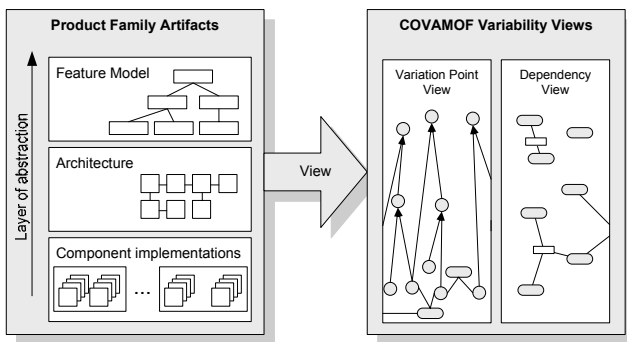 Product Family Artifacts
Layer of abstraction
Feature Model
Architecture
Component implementations
...
View
COVAMOF Variability Views
Variation Point
View
Dependency
View